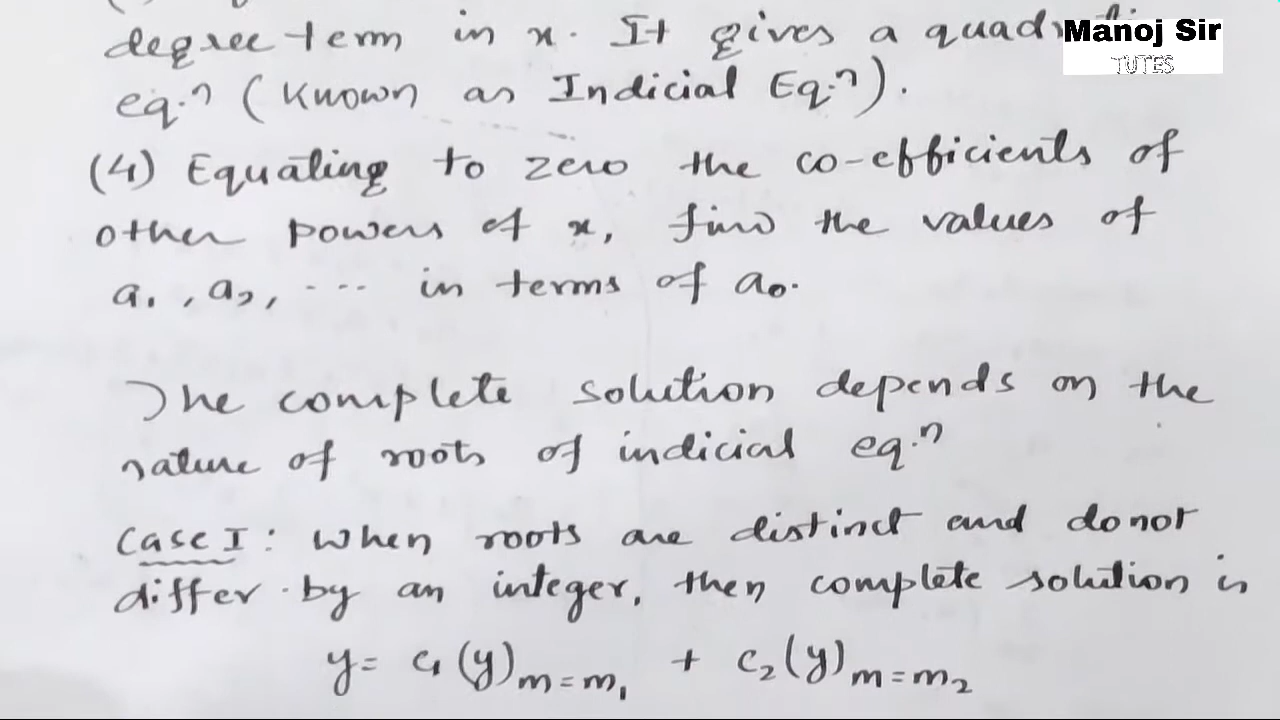 degree term in x. It gives a
Manoj Sir
TUTES
eq.n (Known as Indicial Eq.n).
(4) Equating to zero the co-efficients of
other powers of x, find the values of
a1, a2, --- in terms of a0.
The complete solution depends on the
nature of roots of indicial eq.n
Case I: When roots are distinct and do not
differ by an integer, then complete solution is
y= c1 (y)m=m1 + c2 (y)m=m2